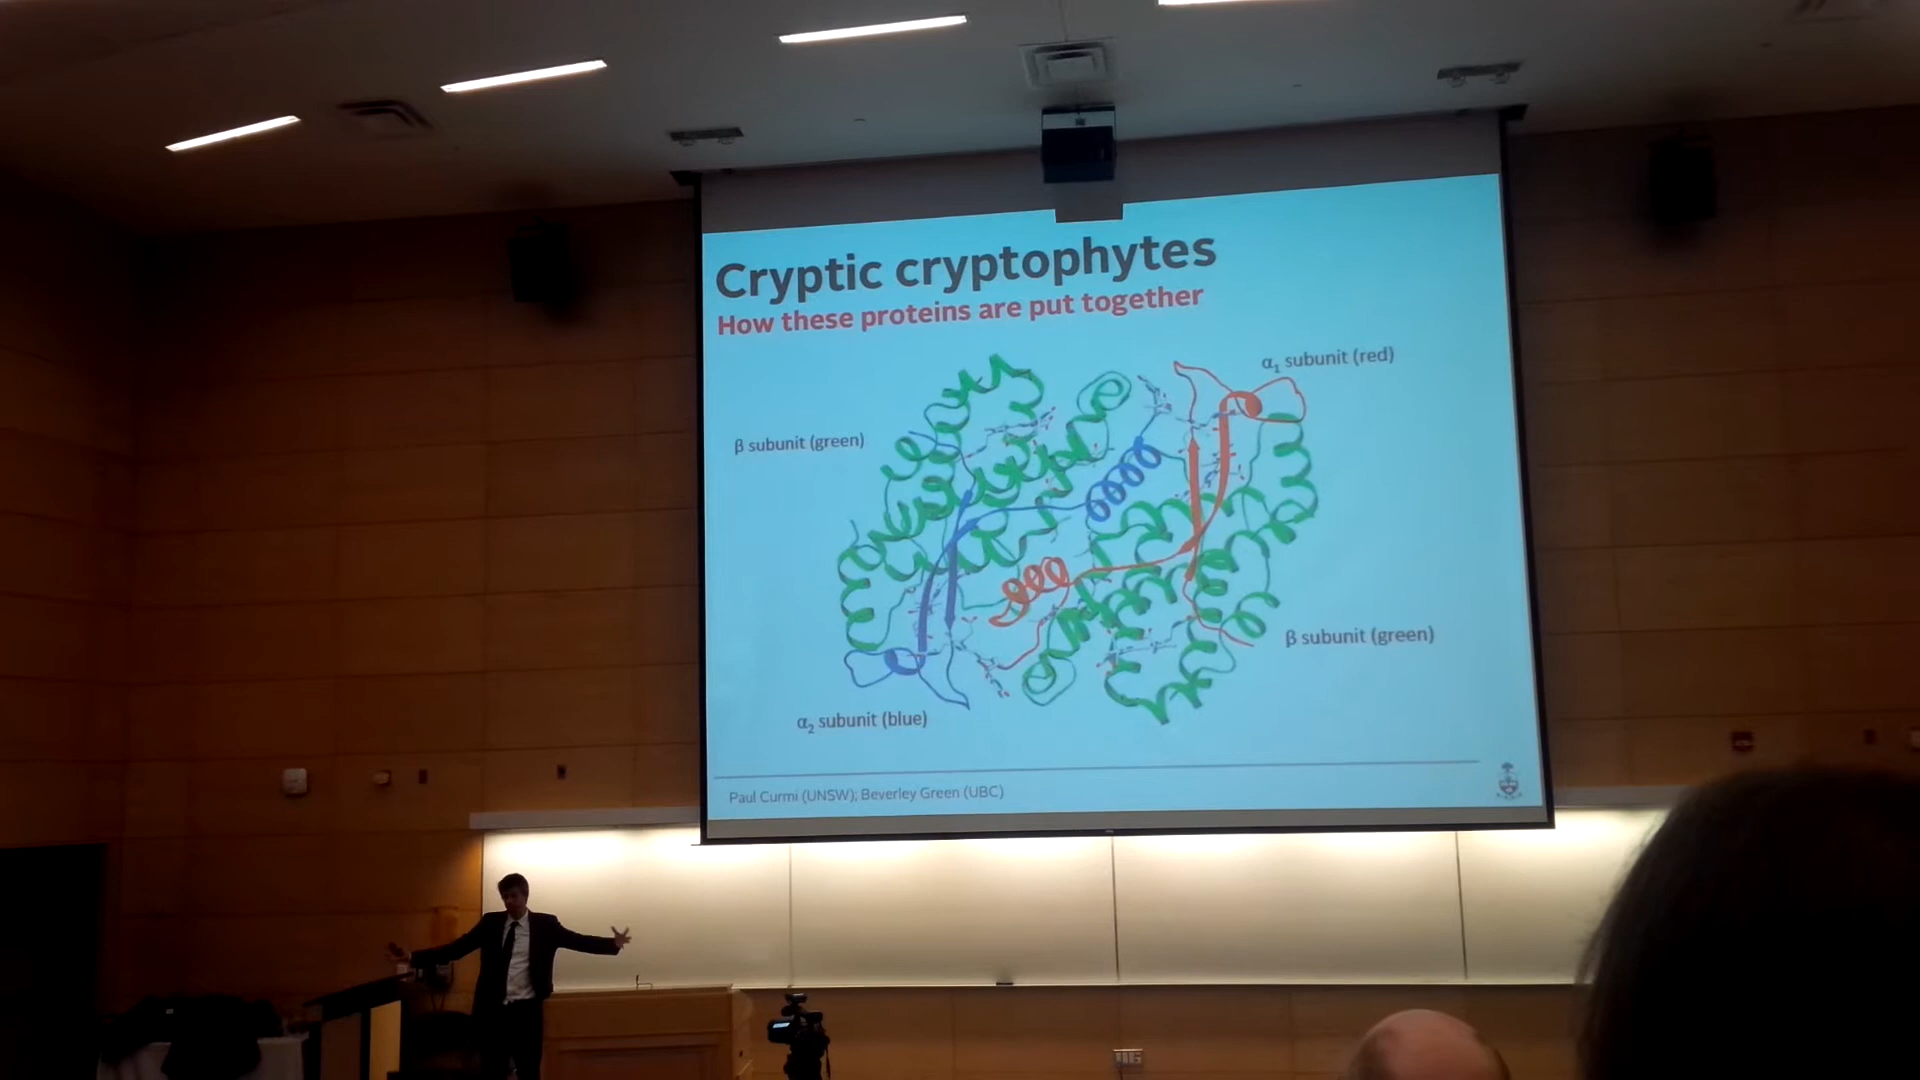 Cryptic cryptophytes
How these proteins are put together
α₁ subunit (red)
β subunit (green)
β subunit (green)
α₂ subunit (blue)
Paul Curmi (UNSW); Beverley Green (UBC)